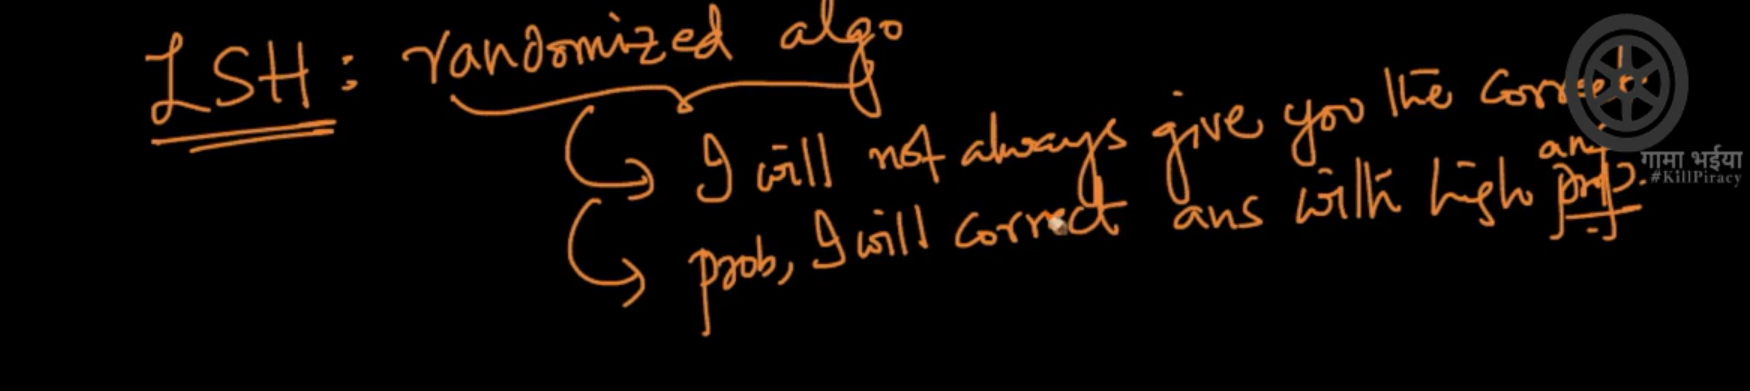 LSH: randomized algo
I will not always give you the correct
ans
prob, I will correct ans with high prob.
गामा भईया
#KillPiracy